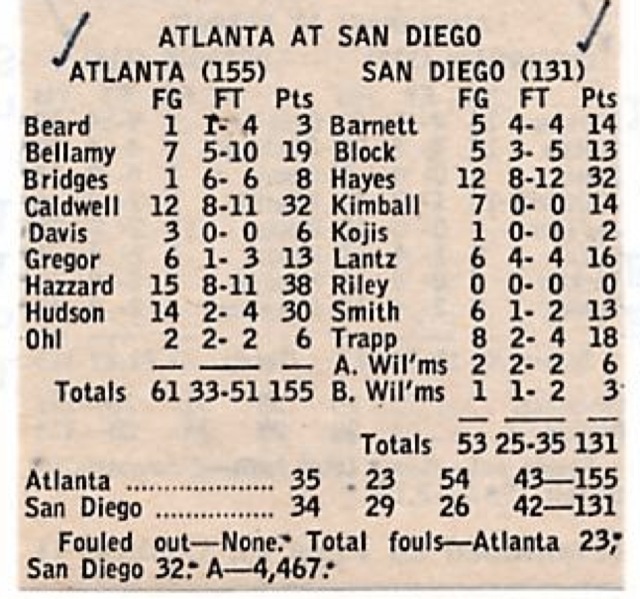 ATLANTA AT SAN DIEGO
ATLANTA (155) SAN DIEGO (131)
FG FT Pts FG FT Pts
Beard 1 1- 4 3 Barnett 5 4- 4 14
Bellamy 7 5-10 19 Block 5 3- 5 13
Bridges 1 6- 6 8 Hayes 12 8-12 32
Caldwell 12 8-11 32 Kimball 7 0- 0 14
Davis 3 0- 0 6 Kojis 1 0- 0 2
Gregor 6 1- 3 13 Lantz 6 4- 4 16
Hazzard 15 8-11 38 Riley 0 0- 0 0
Hudson 14 2- 4 30 Smith 6 1- 2 13
Ohl 2 2- 2 6 Trapp 8 2- 4 18
A. Wil'ms 2 2- 2 6
Totals 61 33-51 155 B. Wil'ms 1 1- 2 3
Totals 53 25-35 131
Atlanta ..................... 35 23 54 43—155
San Diego ................. 34 29 26 42—131
Fouled out—None. Total fouls—Atlanta 23,
San Diego 32. A—4,467.